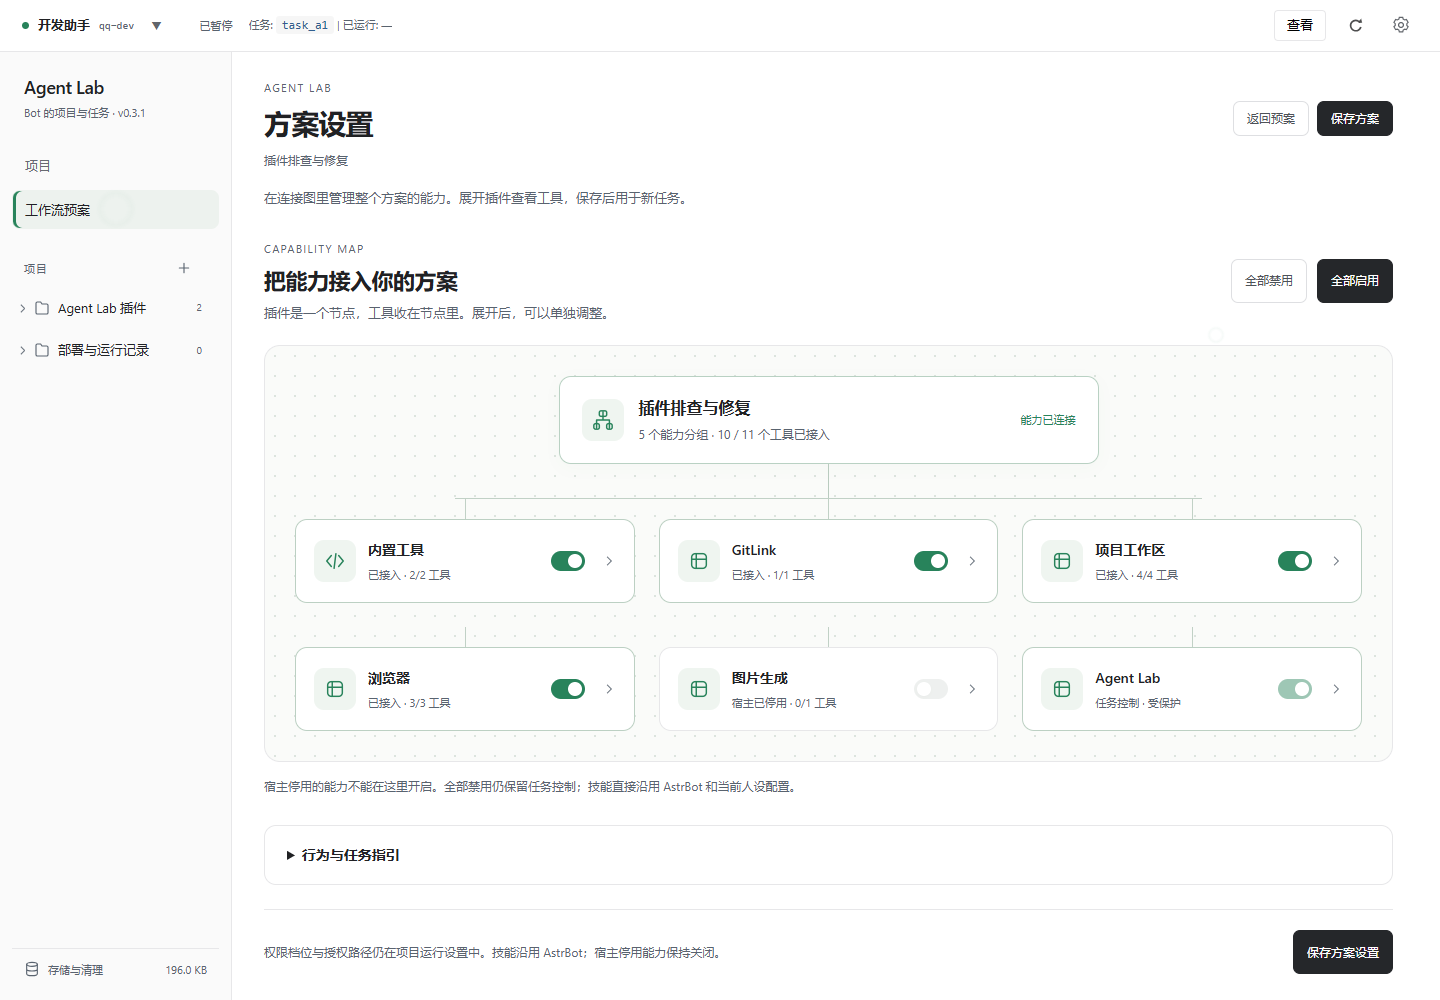 开发助手 qq-dev ▼ 已暂停 任务: task_a1 | 已运行: — 查看
Agent Lab
Bot 的项目与任务 · v0.3.1
项目
工作流预案
项目 +
Agent Lab 插件 2
部署与运行记录 0
存储与清理 196.0 KB
AGENT LAB
方案设置
插件排查与修复
返回预案 保存方案
在连接图里管理整个方案的能力。展开插件查看工具，保存后用于新任务。
CAPABILITY MAP
把能力接入你的方案
插件是一个节点，工具收在节点里。展开后，可以单独调整。
全部禁用 全部启用
插件排查与修复
5 个能力分组 · 10 / 11 个工具已接入
能力已连接
内置工具
已接入 · 2/2 工具
GitLink
已接入 · 1/1 工具
项目工作区
已接入 · 4/4 工具
浏览器
已接入 · 3/3 工具
图片生成
宿主已停用 · 0/1 工具
Agent Lab
任务控制 · 受保护
宿主停用的能力不能在这里开启。全部禁用仍保留任务控制；技能直接沿用 AstrBot 和当前人设配置。
▶ 行为与任务指引
权限档位与授权路径仍在项目运行设置中。技能沿用 AstrBot；宿主停用能力保持关闭。
保存方案设置